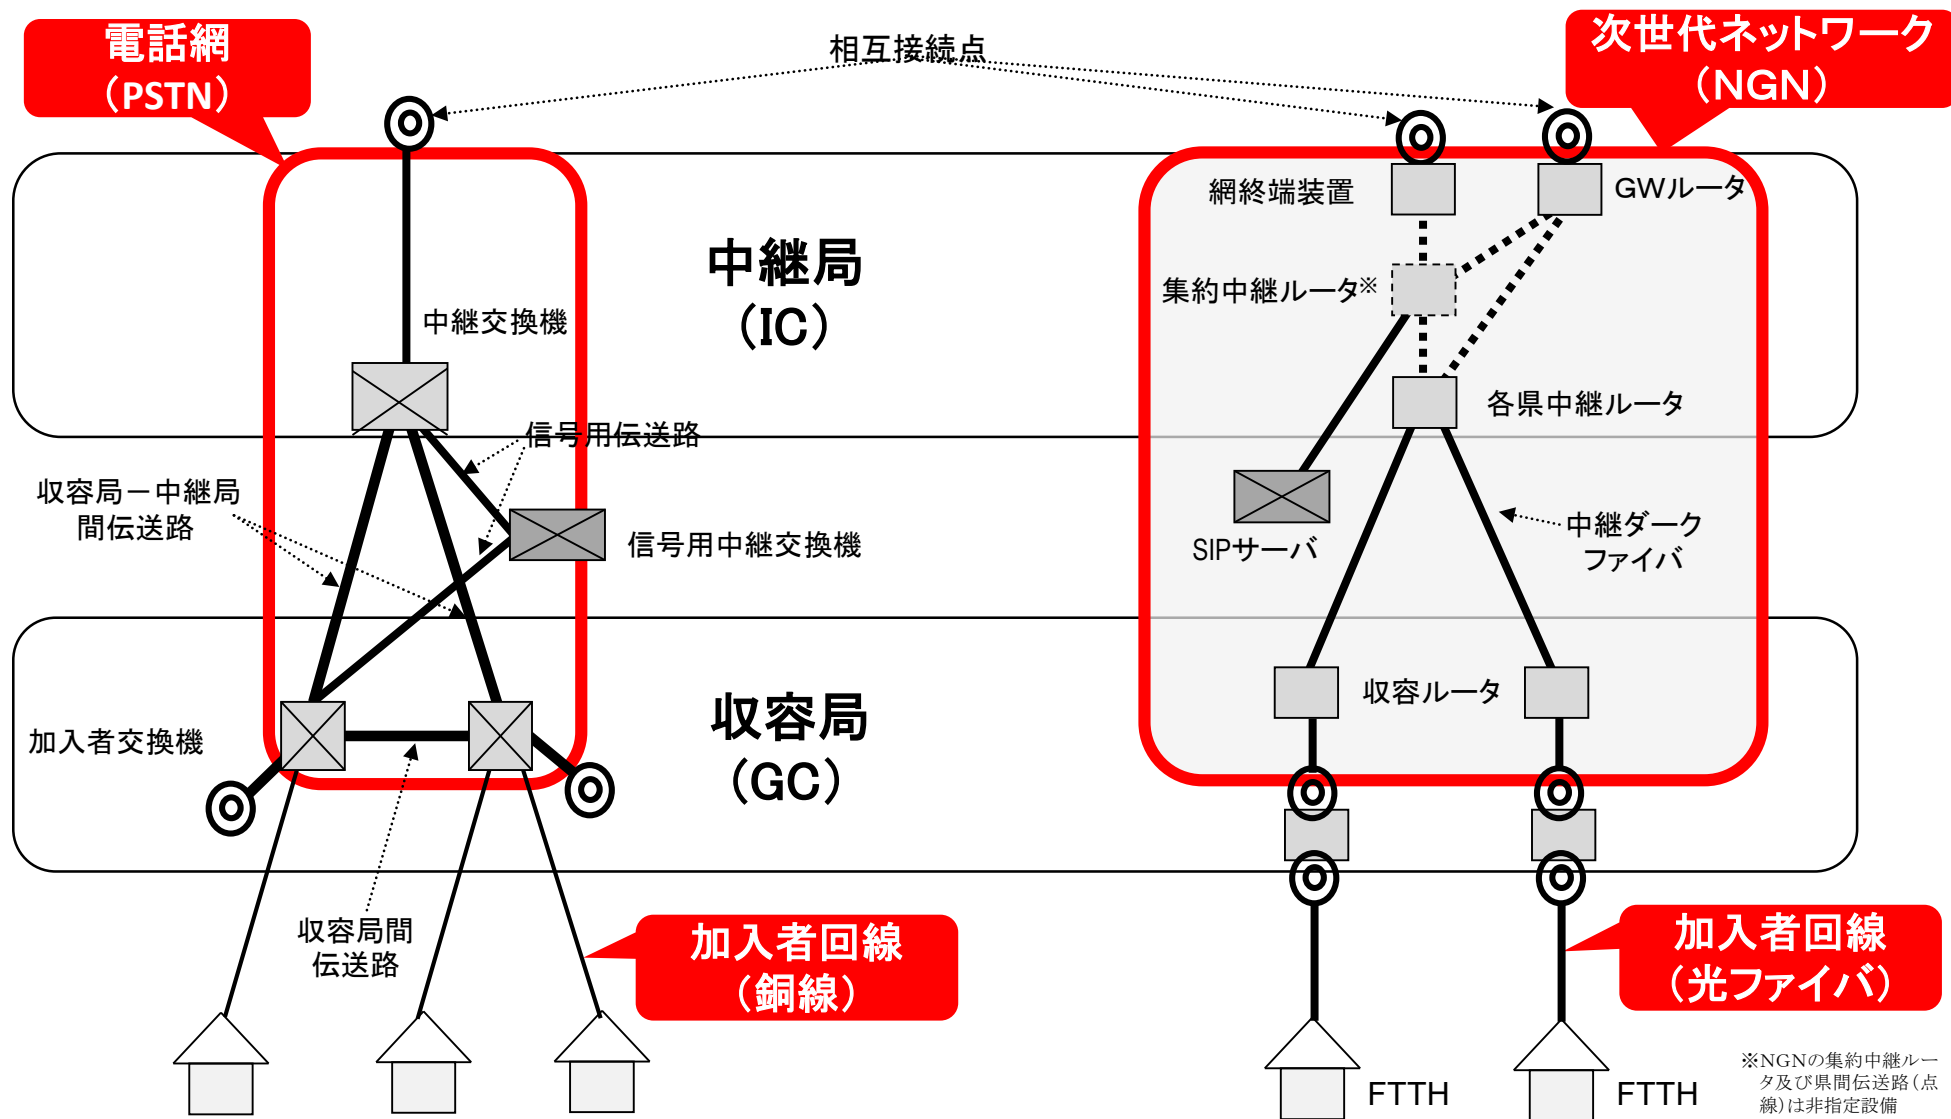 電話網
（PSTN）
相互接続点
次世代ネットワーク
（NGN）
網終端装置
GWルータ
中継局
（IC）
集約中継ルータ※
中継交換機
各県中継ルータ
信号用伝送路
収容局－中継局
間伝送路
信号用中継交換機
SIPサーバ
中継ダーク
ファイバ
収容局
（GC）
収容ルータ
加入者交換機
収容局間
伝送路
加入者回線
（銅線）
加入者回線
（光ファイバ）
FTTH
FTTH
※NGNの集約中継ルー
タ及び県間伝送路（点
線）は非指定設備